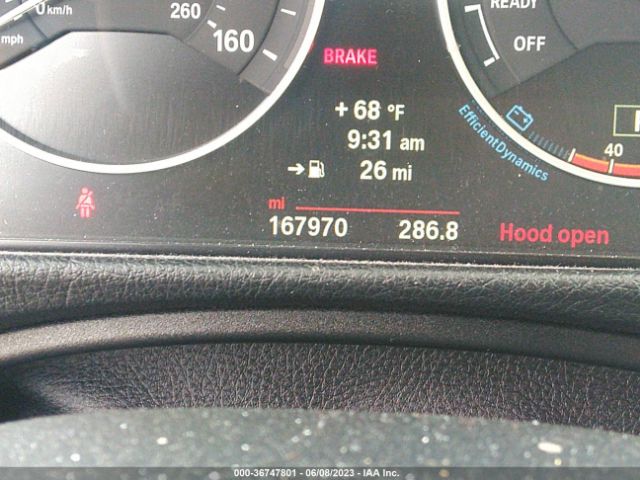 0 km/h
mph
260
160
READY
OFF
BRAKE
+ 68 °F
9:31 am
→ 26 mi
EfficientDynamics
40
mi
167970 286.8
Hood open
000-36747801 - 06/08/2023 - IAA Inc.